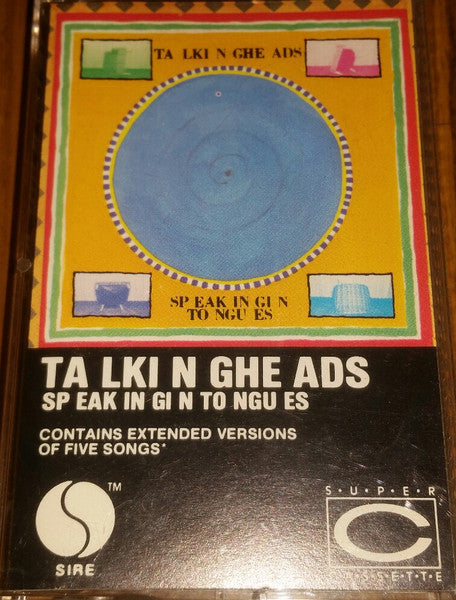 TA LKI N GHE ADS
SP EAK IN GI N
TO NGU ES
TA LKI N GHE ADS
SP EAK IN GI N TO NGU ES
CONTAINS EXTENDED VERSIONS
OF FIVE SONGS*
TM
SIRE
S·U·P·E·R
C
A·S·S·E·T·T·E